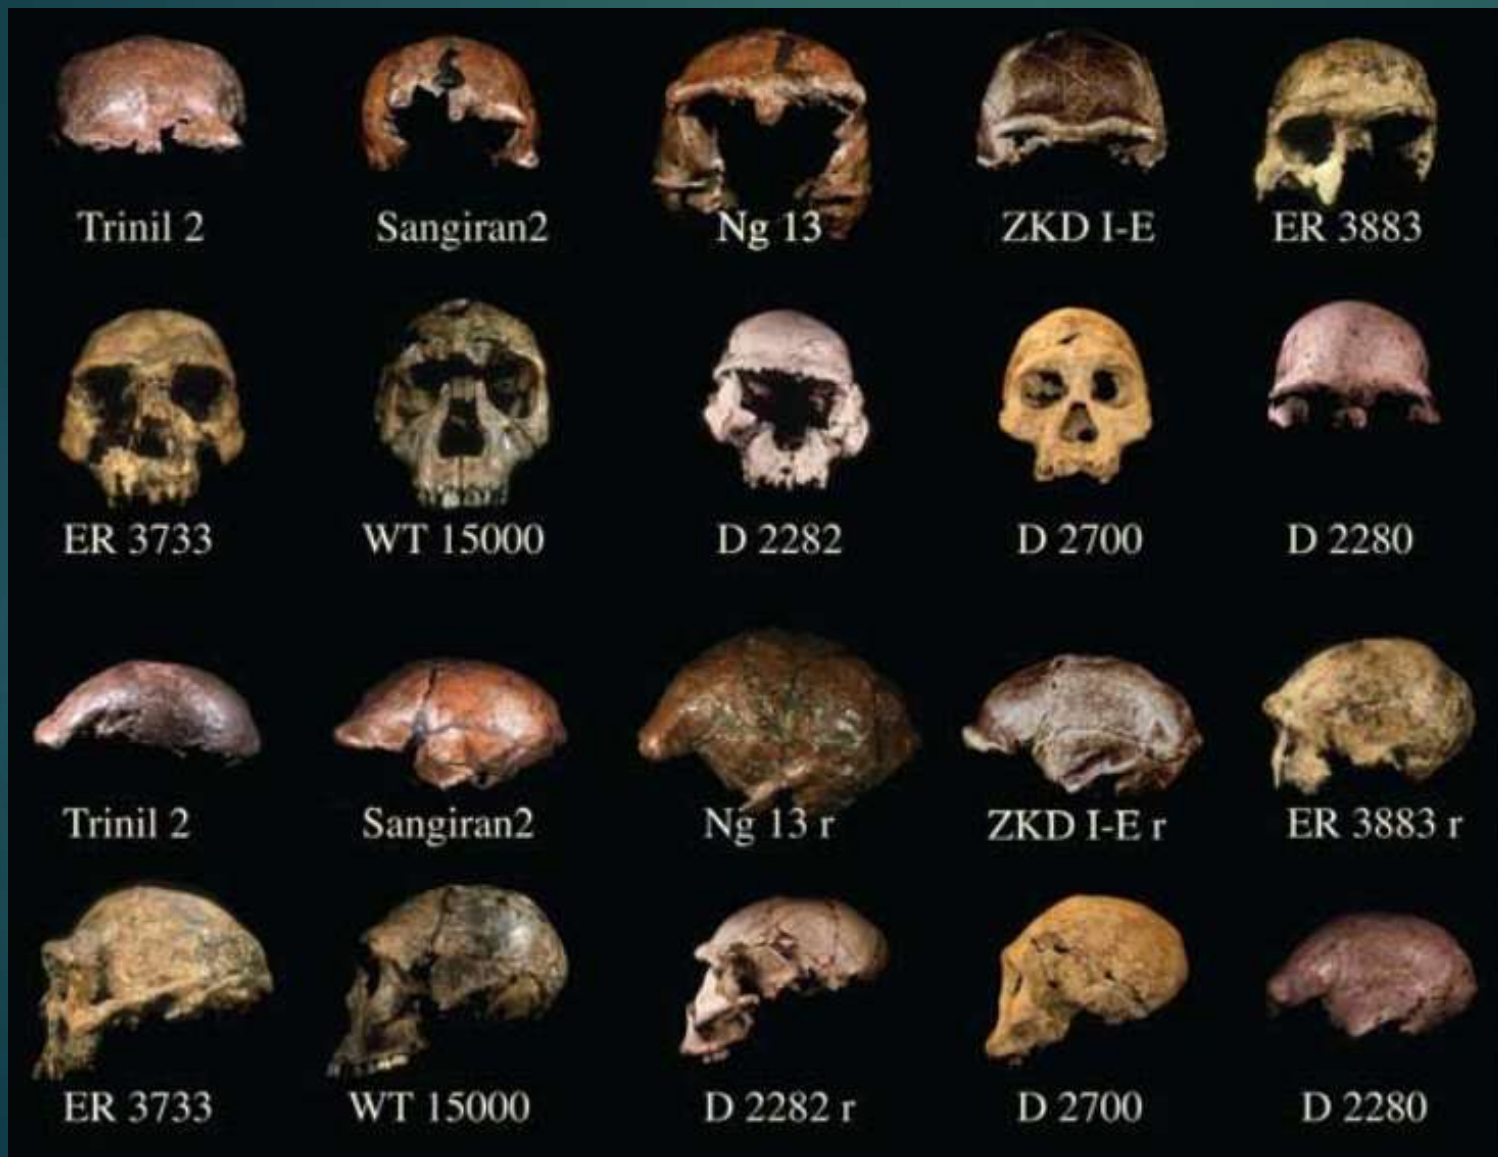 Trinil 2 Sangiran2 Ng 13 ZKD I-E ER 3883
ER 3733 WT 15000 D 2282 D 2700 D 2280
Trinil 2 Sangiran2 Ng 13 r ZKD I-E r ER 3883 r
ER 3733 WT 15000 D 2282 r D 2700 D 2280